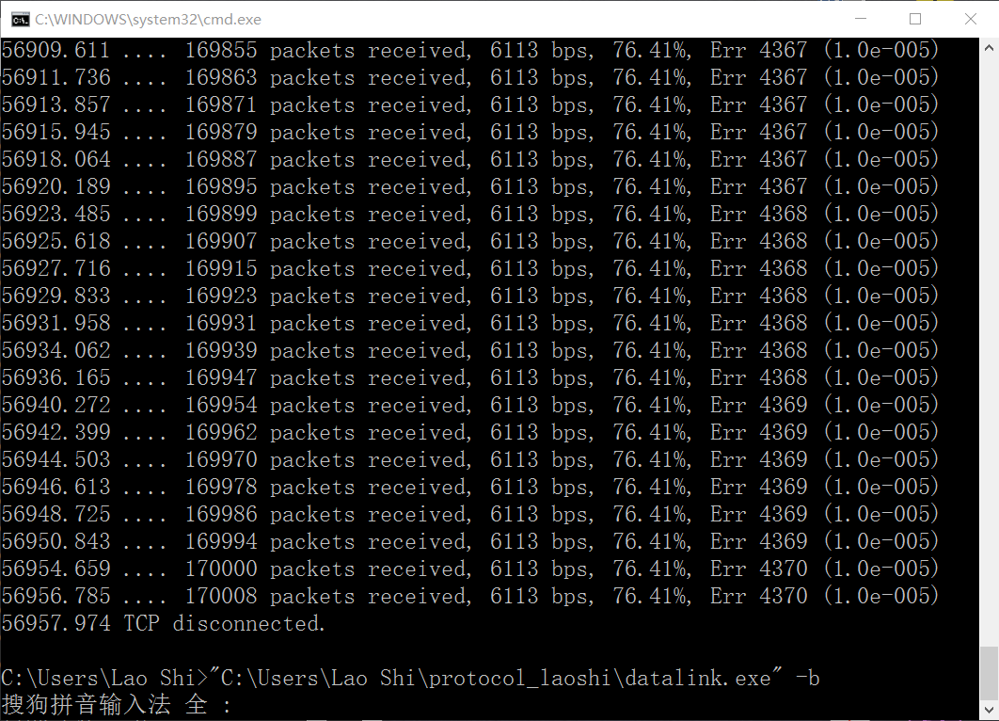 C:\WINDOWS\system32\cmd.exe
56909.611 .... 169855 packets received, 6113 bps, 76.41%, Err 4367 (1.0e-005)
56911.736 .... 169863 packets received, 6113 bps, 76.41%, Err 4367 (1.0e-005)
56913.857 .... 169871 packets received, 6113 bps, 76.41%, Err 4367 (1.0e-005)
56915.945 .... 169879 packets received, 6113 bps, 76.41%, Err 4367 (1.0e-005)
56918.064 .... 169887 packets received, 6113 bps, 76.41%, Err 4367 (1.0e-005)
56920.189 .... 169895 packets received, 6113 bps, 76.41%, Err 4367 (1.0e-005)
56923.485 .... 169899 packets received, 6113 bps, 76.41%, Err 4368 (1.0e-005)
56925.618 .... 169907 packets received, 6113 bps, 76.41%, Err 4368 (1.0e-005)
56927.716 .... 169915 packets received, 6113 bps, 76.41%, Err 4368 (1.0e-005)
56929.833 .... 169923 packets received, 6113 bps, 76.41%, Err 4368 (1.0e-005)
56931.958 .... 169931 packets received, 6113 bps, 76.41%, Err 4368 (1.0e-005)
56934.062 .... 169939 packets received, 6113 bps, 76.41%, Err 4368 (1.0e-005)
56936.165 .... 169947 packets received, 6113 bps, 76.41%, Err 4368 (1.0e-005)
56940.272 .... 169954 packets received, 6113 bps, 76.41%, Err 4369 (1.0e-005)
56942.399 .... 169962 packets received, 6113 bps, 76.41%, Err 4369 (1.0e-005)
56944.503 .... 169970 packets received, 6113 bps, 76.41%, Err 4369 (1.0e-005)
56946.613 .... 169978 packets received, 6113 bps, 76.41%, Err 4369 (1.0e-005)
56948.725 .... 169986 packets received, 6113 bps, 76.41%, Err 4369 (1.0e-005)
56950.843 .... 169994 packets received, 6113 bps, 76.41%, Err 4369 (1.0e-005)
56954.659 .... 170000 packets received, 6113 bps, 76.41%, Err 4370 (1.0e-005)
56956.785 .... 170008 packets received, 6113 bps, 76.41%, Err 4370 (1.0e-005)
56957.974 TCP disconnected.
C:\Users\Lao Shi>"C:\Users\Lao Shi\protocol_laoshi\datalink.exe" -b
搜狗拼音输入法 全 :